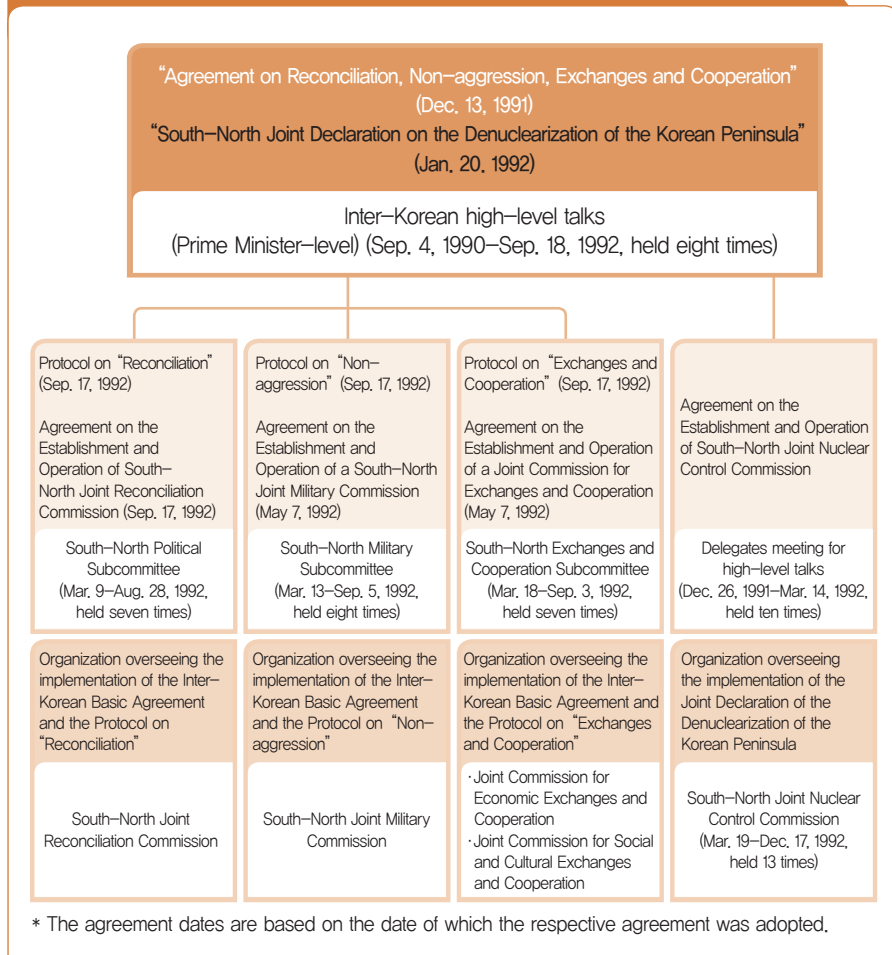 “Agreement on Reconciliation, Non-aggression, Exchanges and Cooperation”
(Dec. 13, 1991)
“South-North Joint Declaration on the Denuclearization of the Korean Peninsula”
(Jan. 20, 1992)
Inter-Korean high-level talks
(Prime Minister-level) (Sep. 4, 1990-Sep. 18, 1992, held eight times)
Protocol on “Reconciliation”
(Sep. 17, 1992)
Agreement on the
Establishment and
Operation of South-
North Joint Reconciliation
Commission (Sep. 17, 1992)
South-North Political
Subcommittee
(Mar. 9-Aug. 28, 1992,
held seven times)
Organization overseeing the
implementation of the Inter-
Korean Basic Agreement
and the Protocol on
“Reconciliation”
South-North Joint
Reconciliation Commission
Protocol on “Non-
aggression” (Sep. 17, 1992)
Agreement on the
Establishment and
Operation of a South-North
Joint Military Commission
(May 7, 1992)
South-North Military
Subcommittee
(Mar. 13-Sep. 5, 1992,
held eight times)
Organization overseeing the
implementation of the Inter-
Korean Basic Agreement
and the Protocol on “Non-
aggression”
South-North Joint Military
Commission
Protocol on “Exchanges and
Cooperation” (Sep. 17, 1992)
Agreement on the
Establishment and Operation
of a Joint Commission for
Exchanges and Cooperation
(May 7, 1992)
South-North Exchanges and
Cooperation Subcommittee
(Mar. 18-Sep. 3, 1992,
held seven times)
Organization overseeing the
implementation of the Inter-
Korean Basic Agreement and
the Protocol on “Exchanges
and Cooperation”
·Joint Commission for
Economic Exchanges and
Cooperation
·Joint Commission for Social
and Cultural Exchanges
and Cooperation
Agreement on the
Establishment and Operation
of South-North Joint Nuclear
Control Commission
Delegates meeting for
high-level talks
(Dec. 26, 1991-Mar. 14, 1992,
held ten times)
Organization overseeing
the implementation of the
Joint Declaration of the
Denuclearization of the
Korean Peninsula
South-North Joint Nuclear
Control Commission
(Mar. 19-Dec. 17, 1992,
held 13 times)
* The agreement dates are based on the date of which the respective agreement was adopted.